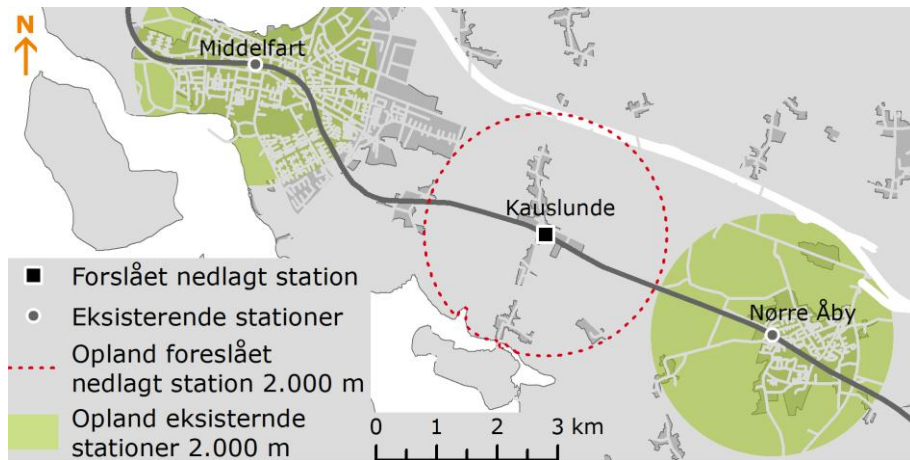 N
Middelfart
Kauslunde
Nørre Åby
Forslået nedlagt station
Eksisterende stationer
Opland foreslået
nedlagt station 2.000 m
Opland eksisternde
stationer 2.000 m
0 1 2 3 km